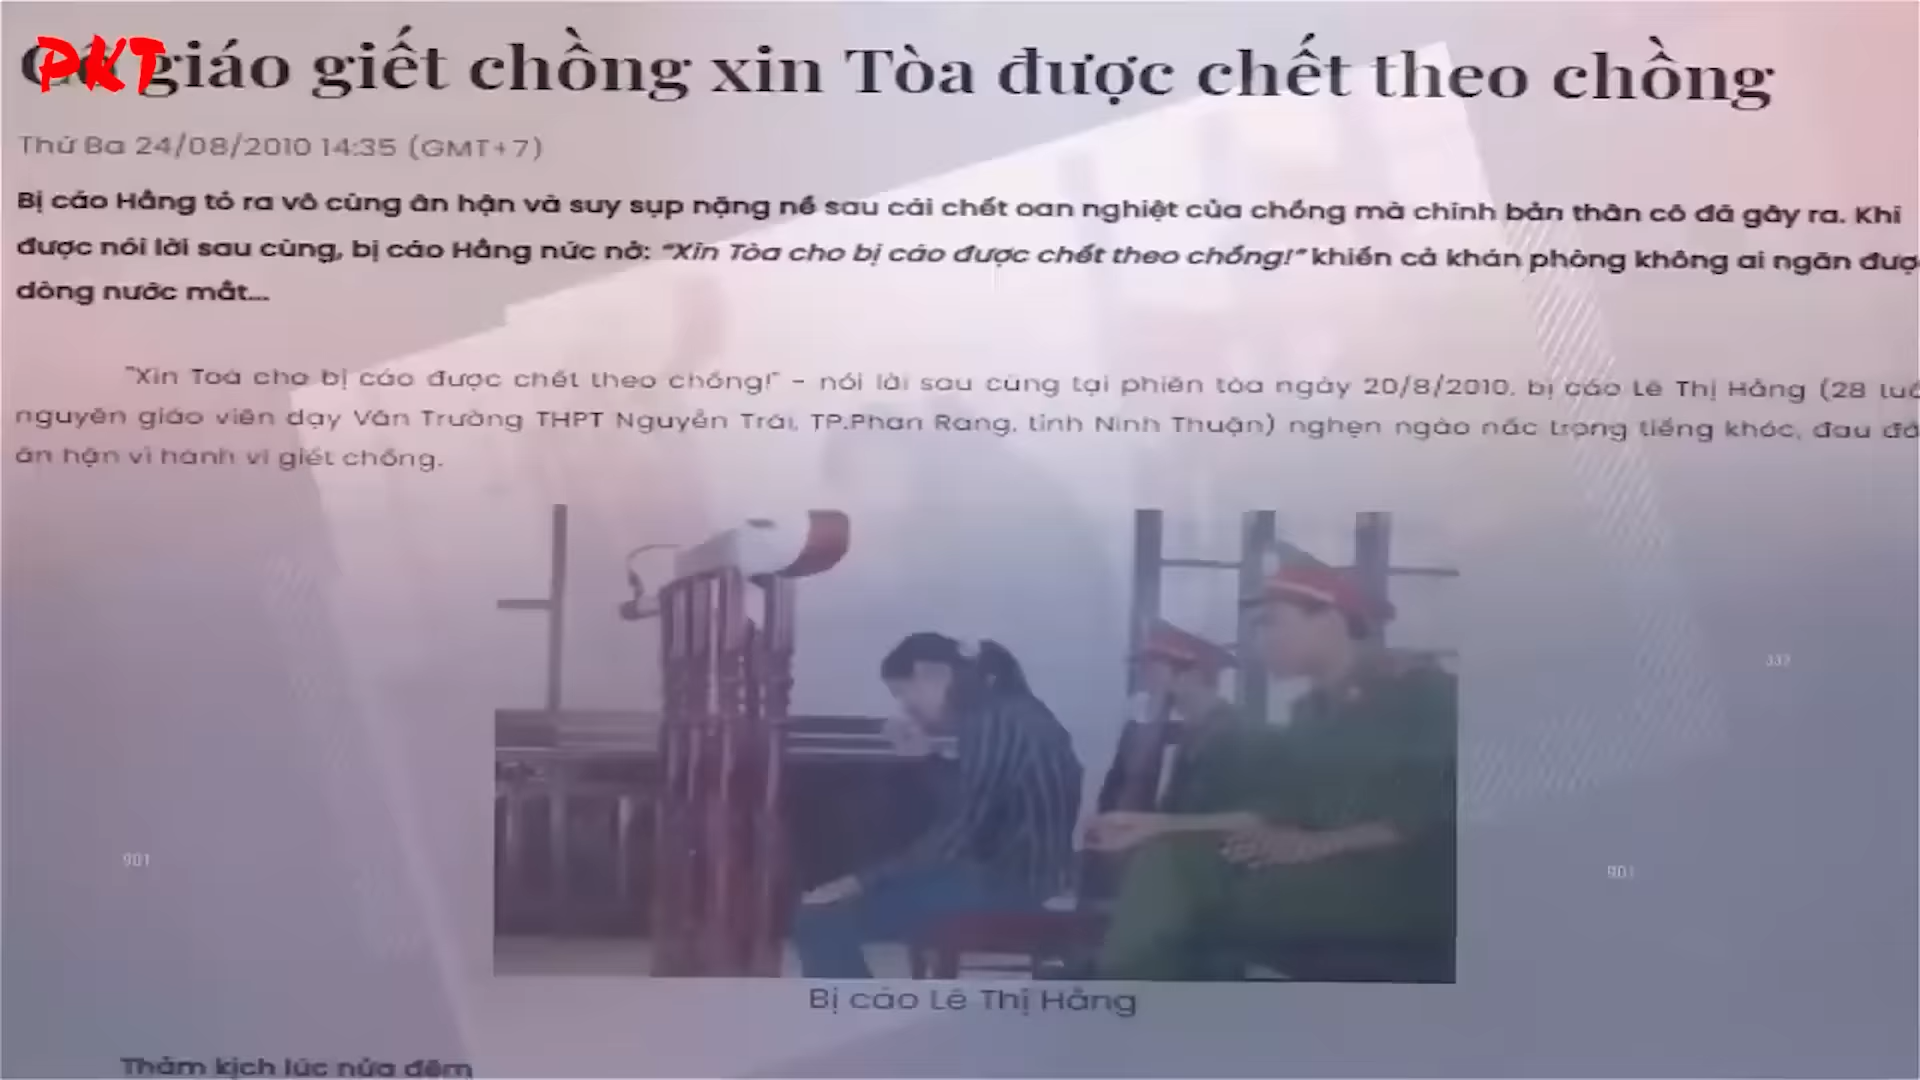 PKT
giáo giết chồng xin Tòa được chết theo chồng
Thứ Ba 24/08/2010 14:35 (GMT+7)
Bị cáo Hằng tỏ ra vô cùng ân hận và suy sụp nặng nề sau cái chết oan nghiệt của chồng mà chính bản thân cô đã gây ra. Khi
được nói lời sau cùng, bị cáo Hằng nức nở: “Xin Tòa cho bị cáo được chết theo chồng!” khiến cả khán phòng không ai ngăn được
dòng nước mắt...
"Xin Toà cho bị cáo được chết theo chồng!" - nói lời sau cùng tại phiên tòa ngày 20/8/2010, bị cáo Lê Thị Hằng (28
nguyên giáo viên dạy Văn Trường THPT Nguyễn Trãi, TP.Phan Rang, tỉnh Ninh Thuận) nghẹn ngào nấc trong tiếng khóc, đau
ân hận vì hành vi giết chồng.
337
901
901
Bị cáo Lê Thị Hằng
Thảm kịch lúc nửa đêm